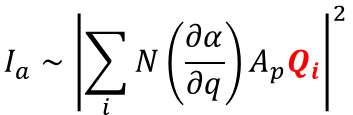 I_a ~ |∑_i N (∂α/∂q) A_p Q_i|^2